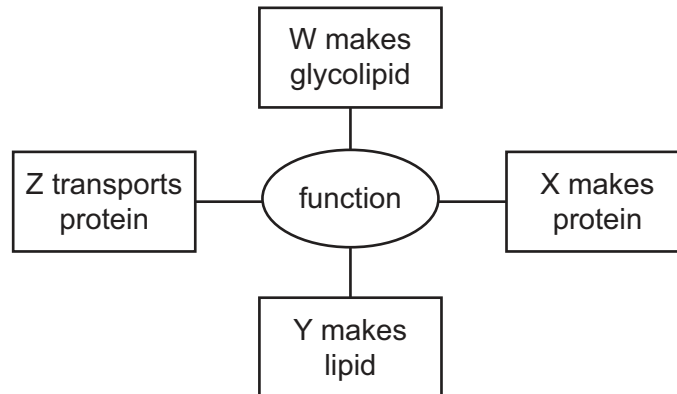 W makes
glycolipid
Z transports
protein
function
X makes
protein
Y makes
lipid